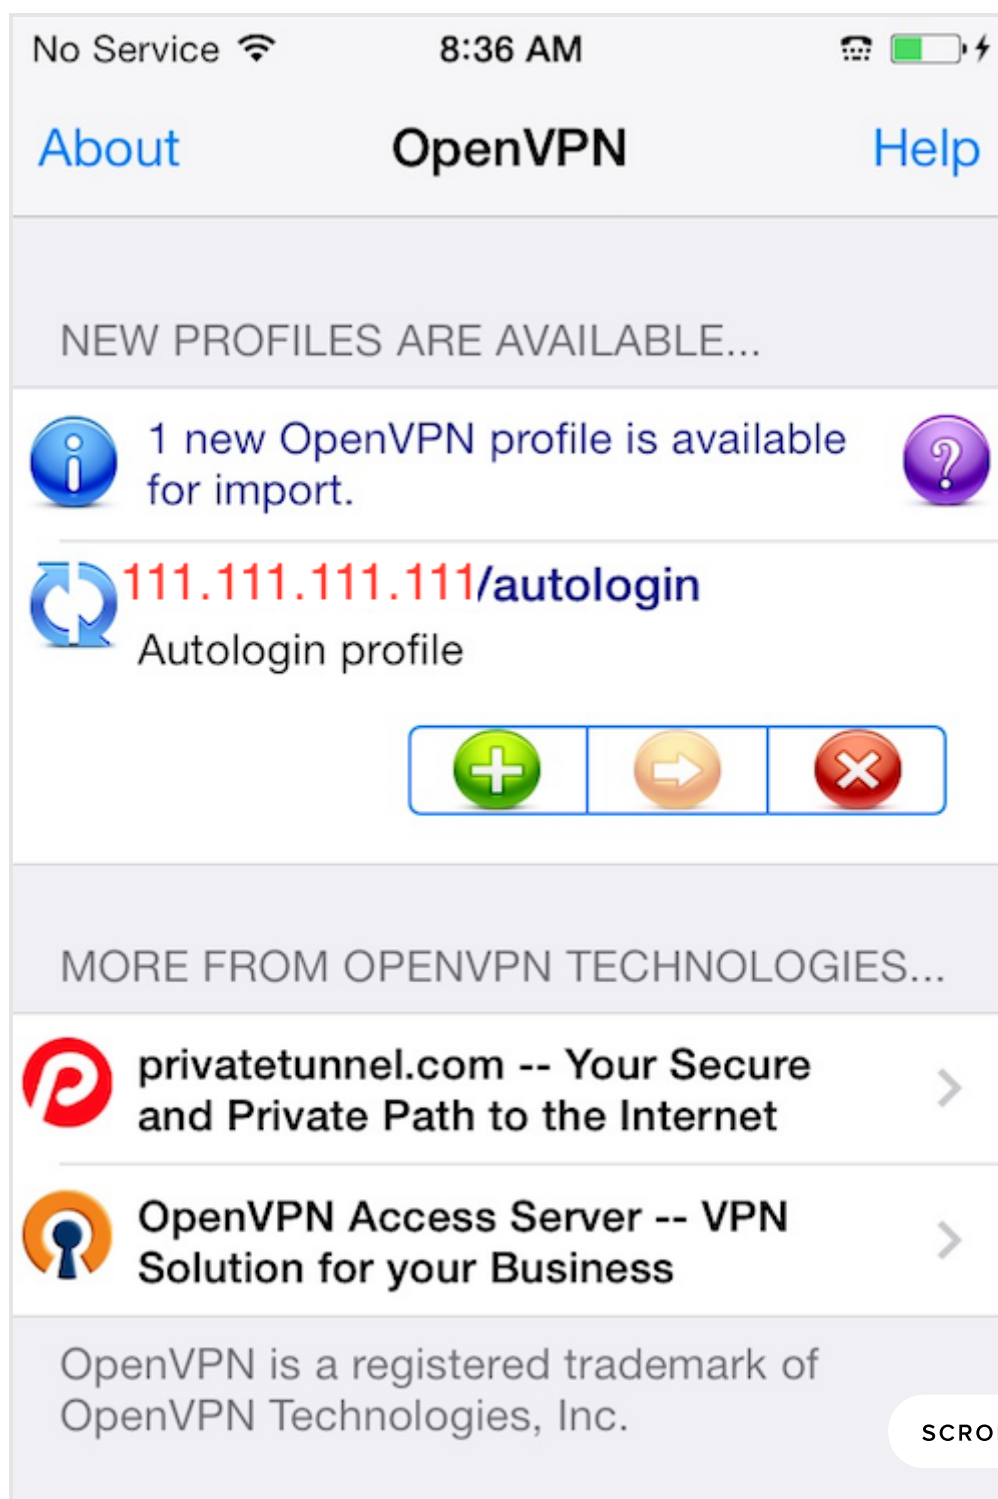 No Service 8:36 AM
About OpenVPN Help
NEW PROFILES ARE AVAILABLE...
1 new OpenVPN profile is available
for import.
111.111.111.111/autologin
Autologin profile
MORE FROM OPENVPN TECHNOLOGIES...
privatetunnel.com -- Your Secure
and Private Path to the Internet
OpenVPN Access Server -- VPN
Solution for your Business
OpenVPN is a registered trademark of
OpenVPN Technologies, Inc.